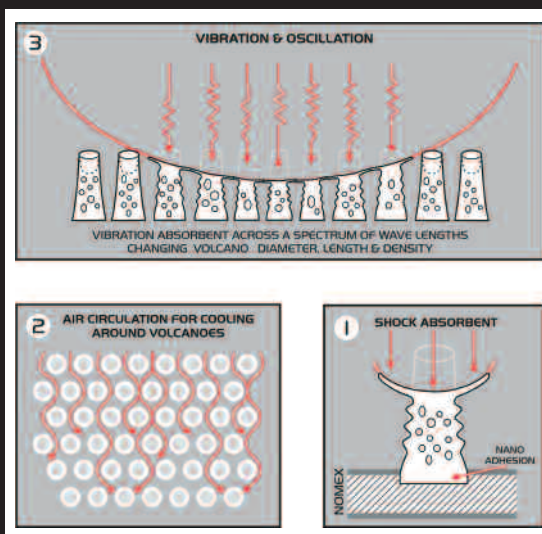 3
VIBRATION & OSCILLATION
VIBRATION ABSORBENT ACROSS A SPECTRUM OF WAVE LENGTHS
CHANGING VOLCANO DIAMETER, LENGTH & DENSITY
2
AIR CIRCULATION FOR COOLING
AROUND VOLCANOES
1
SHOCK ABSORBENT
NANO
ADHESION
NOMEX